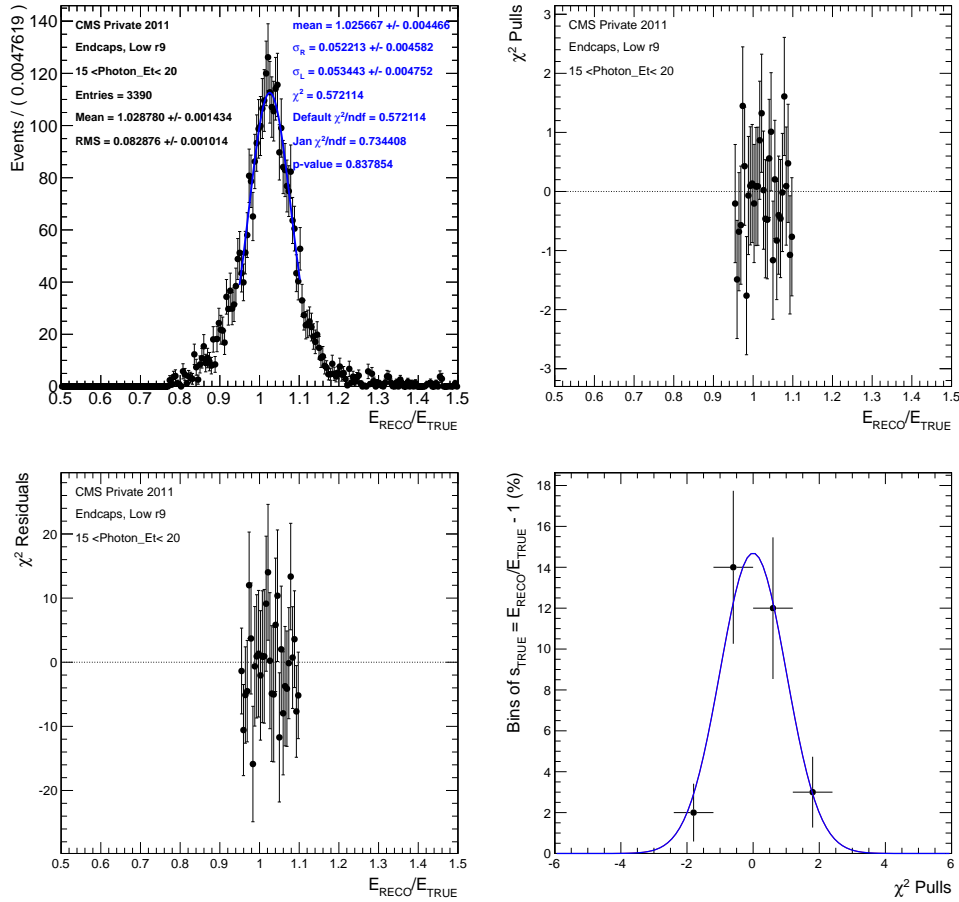 Events / ( 0.0047619 )
140
120
100
80
60
40
20
0
CMS Private 2011
Endcaps, Low r9
15 <Photon_Et< 20
Entries = 3390
Mean = 1.028780 +/- 0.001434
RMS = 0.082876 +/- 0.001014
mean = 1.025667 +/- 0.004466
σR = 0.052213 +/- 0.004582
σL = 0.053443 +/- 0.004752
χ² = 0.572114
Default χ²/ndf = 0.572114
Jan χ²/ndf = 0.734408
p-value = 0.837854
0.5 0.6 0.7 0.8 0.9 1 1.1 1.2 1.3 1.4 1.5
E_RECO/E_TRUE
χ² Pulls
3
2
1
0
-1
-2
-3
CMS Private 2011
Endcaps, Low r9
15 <Photon_Et< 20
0.5 0.6 0.7 0.8 0.9 1 1.1 1.2 1.3 1.4 1.5
E_RECO/E_TRUE
χ² Residuals
20
10
0
-10
-20
CMS Private 2011
Endcaps, Low r9
15 <Photon_Et< 20
0.5 0.6 0.7 0.8 0.9 1 1.1 1.2 1.3 1.4 1.5
E_RECO/E_TRUE
Bins of s_TRUE = E_RECO/E_TRUE - 1 (%)
18
16
14
12
10
8
6
4
2
0
-6 -4 -2 0 2 4 6
χ² Pulls